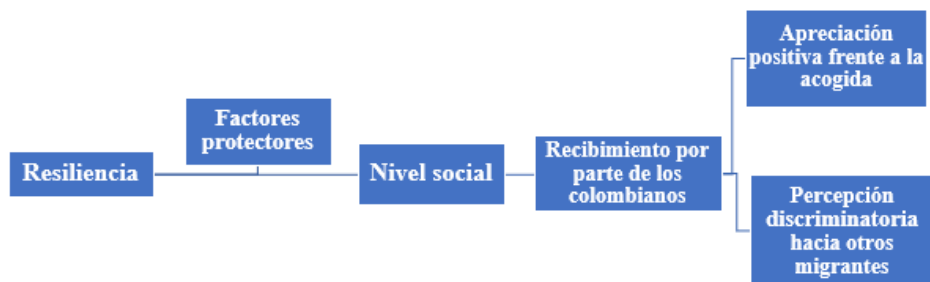 Resiliencia
Factores
protectores
Nivel social
Recibimiento por
parte de los
colombianos
Apreciación
positiva frente a la
acogida
Percepción
discriminatoria
hacia otros
migrantes